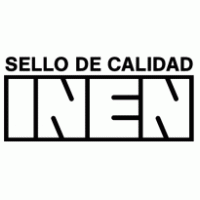 SELLO DE CALIDAD
INEN